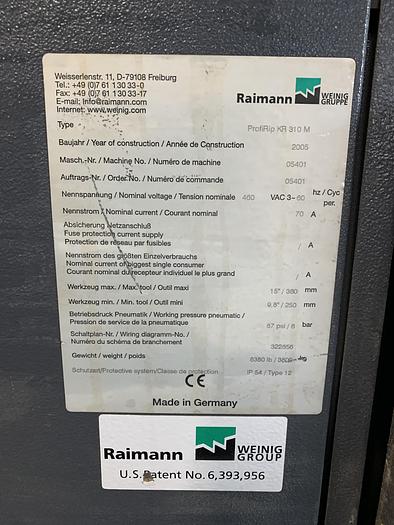 Weisserlenstr. 11, D-79108 Freiburg
Tel.: +49 (0)7 61 130 33-0
Fax: +49 (0)7 61 130 33-17
E-mail; Info@raimann.com
Internet: www.weinig.com
Raimann WEINIG GRUPPE
Type ProfiRip KR 310 M
Baujahr / Year of construction / Année de Construction 2005
Masch.-Nr. / Machine No. / Numéro de machine 05401
Auftrags-Nr. / Order.No. / Numéro de commande 05401
Nennspannung / Nominal voltage / Tension nominale 460 VAC 3~60 hz / Cyc per.
Nennstrom / Nominal current / Courant nominal 70 A
Absicherung Netzanschluß
Fuse protection current supply
Protection de réseau par fusibles / A
Nennstrom des größten Einzelverbrauchs
Nominal current of biggest single consumer
Courant nominal du récepteur individuel le plus grand / A
Werkzeug max. / Max. tool / Outil maxi 15" / 380 mm
Werkzeug min. / Min. tool / Outil mini 9,8" / 250 mm
Betriebsdruck Pneumatik / Working pressure pneumatic /
Pression de service de la pneumatique 87 psi / 6 bar
Schaltplan-Nr. / Wiring diagramm-No. /
Numéro du schéma de branchement 322856
Gewicht / weight / poids 8380 lb / kg
Schutzart/Protective system/Classe de protection IP 54 / Type 12
CE
Made in Germany
Raimann WEINIG GROUP
U.S. Patent No. 6,393,956